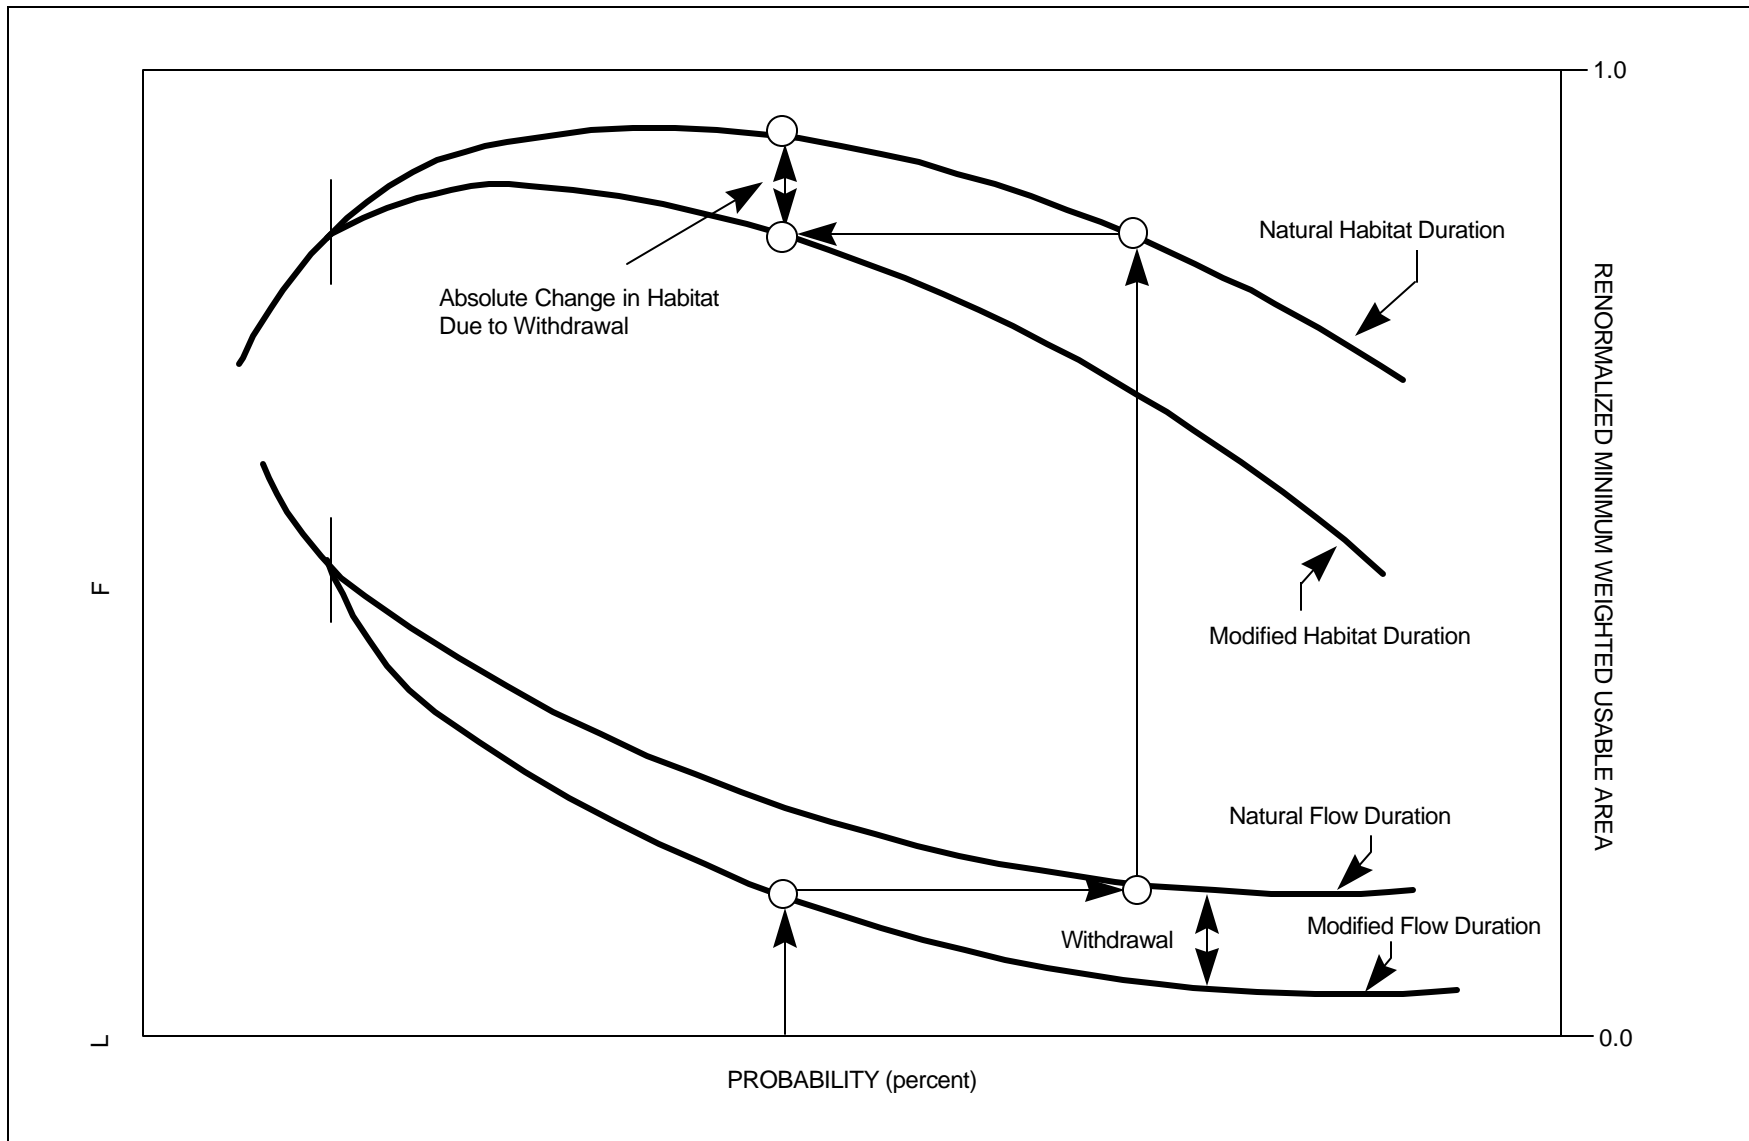 1.0
Natural Habitat Duration
Absolute Change in Habitat
Due to Withdrawal
RENORMALIZED MINIMUM WEIGHTED USABLE AREA
F
Modified Habitat Duration
Natural Flow Duration
Modified Flow Duration
Withdrawal
L
0.0
PROBABILITY (percent)